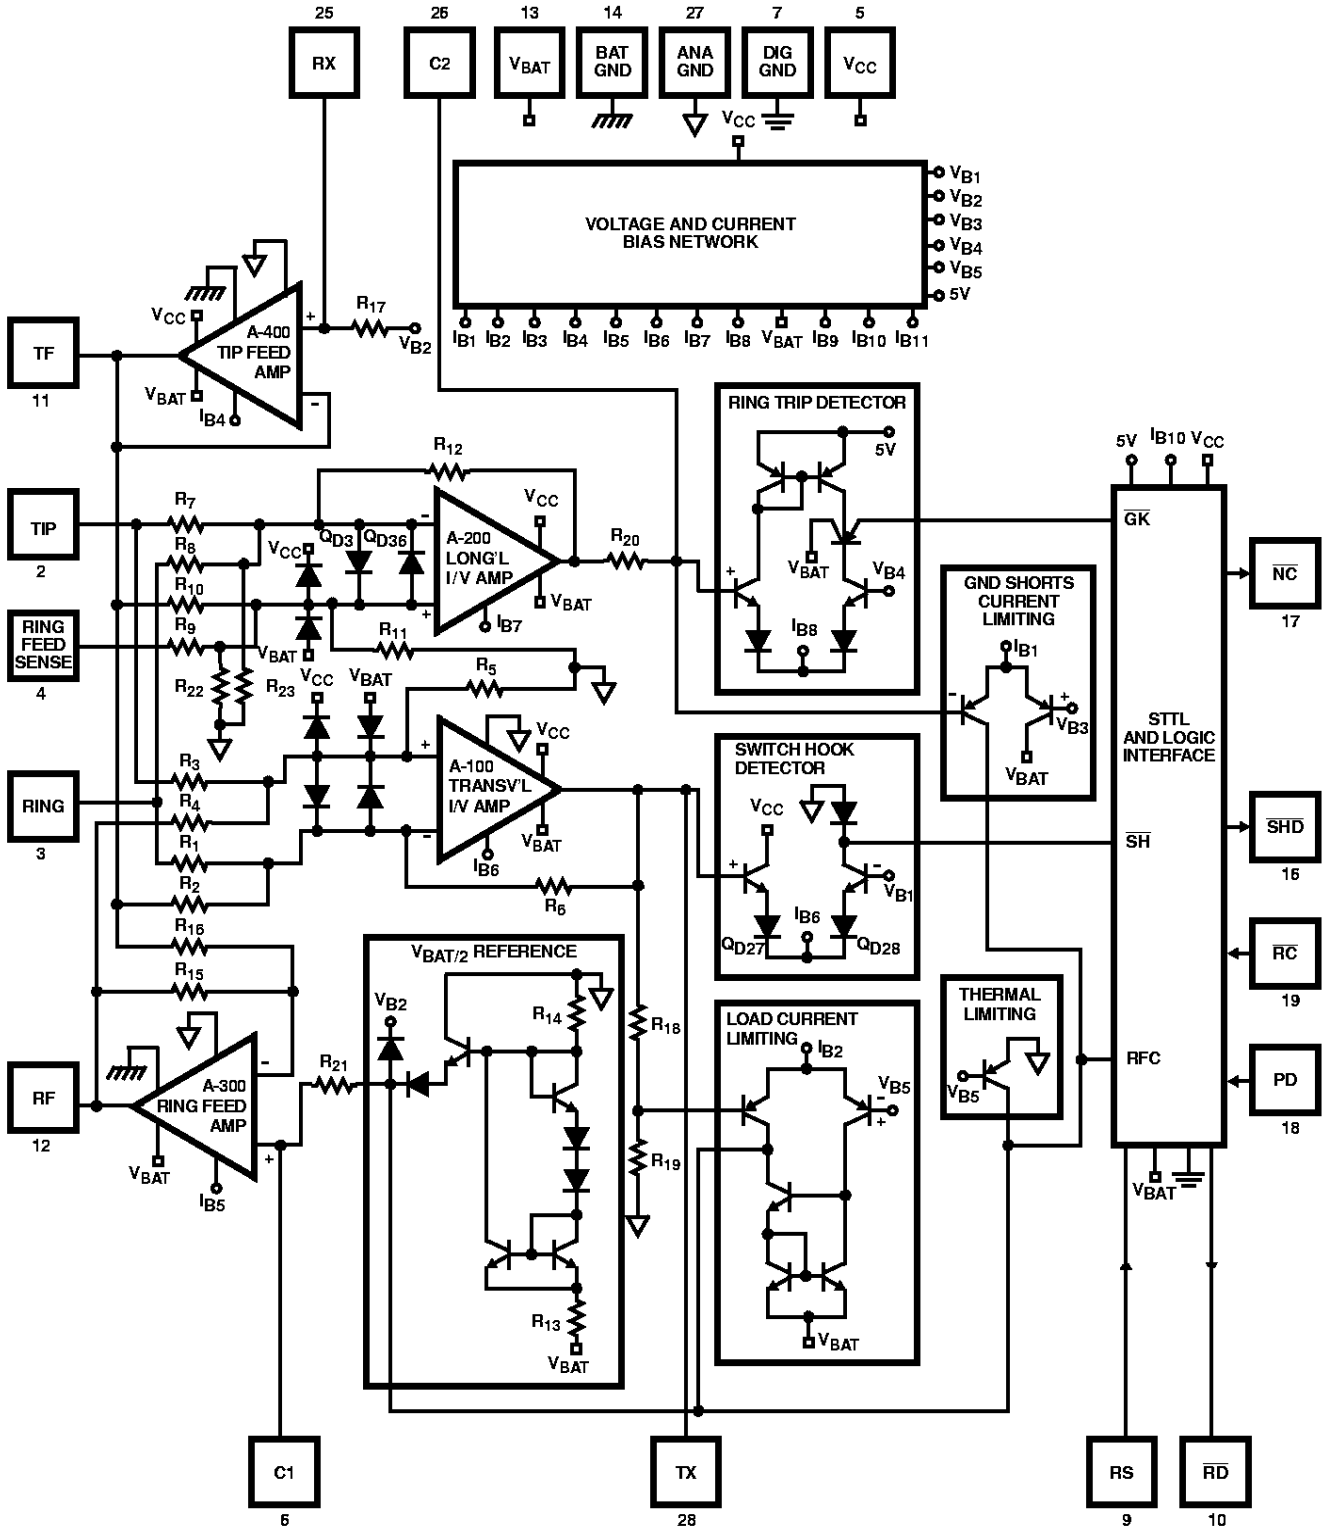 25 26 13 14 27 7 5
RX C2 VBAT BAT GND ANA GND DIG GND VCC
VCC
VOLTAGE AND CURRENT
BIAS NETWORK
VB1
VB2
VB3
VB4
VB5
5V
IB1 IB2 IB3 IB4 IB5 IB6 IB7 IB8 VBAT IB9 IB10 IB11
VCC
A-400
TIP FEED
AMP
+
-
R17
VB2
VBAT
IB4
TF
11
TIP
2
RING
FEED
SENSE
4
RING
3
RF
12
R7
R8
R10
R9
R22
R23
R12
VCC
QD3
QD36
VBAT
-
+
A-200
LONG'L
I/V AMP
VCC
VBAT
IB7
R20
R11
R5
VCC
VBAT
R3
R4
R1
R2
R16
R15
+
-
A-100
TRANSV'L
I/V AMP
VCC
VBAT
IB6
R6
A-300
RING FEED
AMP
-
+
VBAT
IB5
R21
VBAT/2 REFERENCE
VB2
R14
R13
VBAT
R18
R19
RING TRIP DETECTOR
5V
VBAT
VB4
+
IB8
SWITCH HOOK
DETECTOR
VCC
+
-
VB1
IB6
QD27
QD28
LOAD CURRENT
LIMITING
IB2
VB5
-
+
VBAT
GND SHORTS
CURRENT
LIMITING
IB1
-
+
VB3
VBAT
THERMAL
LIMITING
VB5
5V IB10 VCC
GK
STTL
AND LOGIC
INTERFACE
SH
RFC
VBAT
NC
17
SHD
16
RC
19
PD
18
C1
6
TX
28
RS
9
RD
10